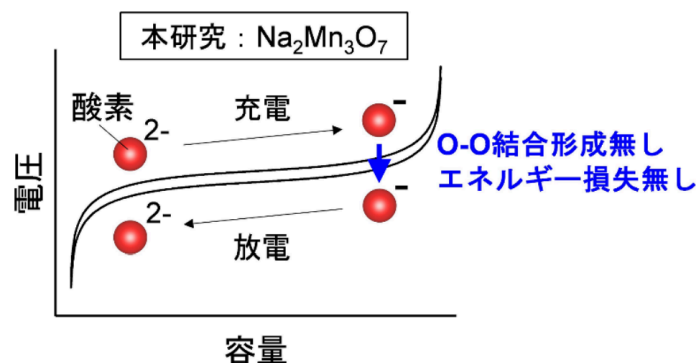 本研究：Na₂Mn₃O₇
酸素
2-
充電
-
O-O結合形成無し
エネルギー損失無し
2-
-
放電
電圧
容量